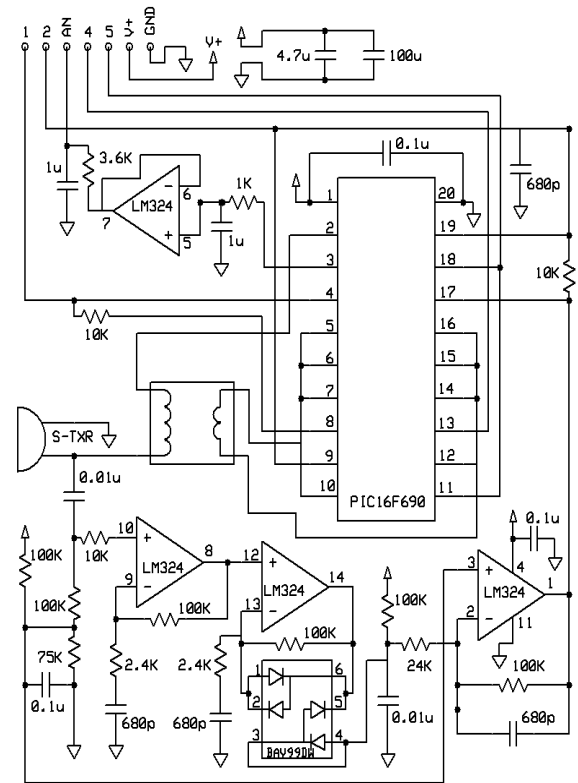 1 2 AN 4 5 V+ GND
V+
4.7u 100u
0.1u
3.6K
1u
6
LM324
7
5
1K
1u
680p
1 20
2 19
3 18
4 17
5 16
6 15
7 14
8 13
9 12
10 11
PIC16F690
10K
10K
S-TXR
0.01u
100K
10K
10
8
9
LM324
12
14
13
LM324
100K
100K
100K
75K
0.1u
2.4K
680p
2.4K
680p
1 6
2 5
3 4
BAV99DW
100K
24K
0.01u
0.1u
3
4
LM324
1
2
11
100K
680p